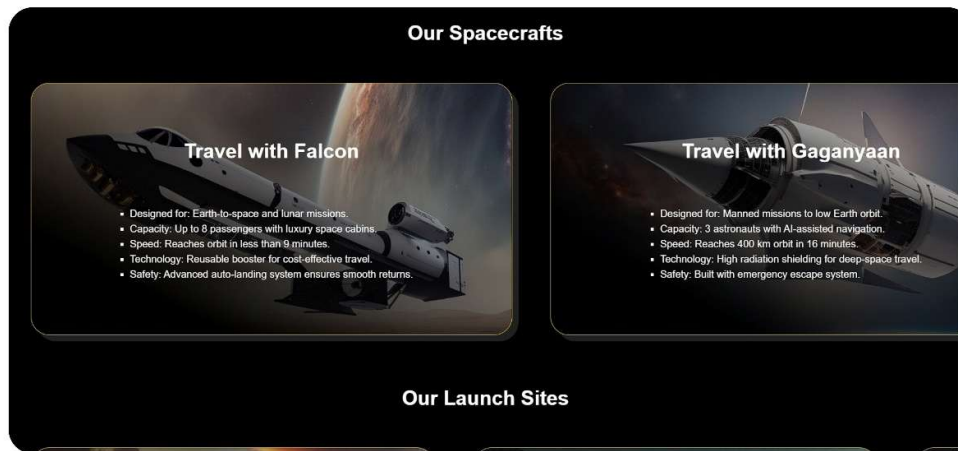 Our Spacecrafts
Travel with Falcon
Designed for: Earth-to-space and lunar missions.
Capacity: Up to 8 passengers with luxury space cabins.
Speed: Reaches orbit in less than 9 minutes.
Technology: Reusable booster for cost-effective travel.
Safety: Advanced auto-landing system ensures smooth returns.
Travel with Gaganyaan
Designed for: Manned missions to low Earth orbit.
Capacity: 3 astronauts with AI-assisted navigation.
Speed: Reaches 400 km orbit in 16 minutes.
Technology: High radiation shielding for deep-space travel.
Safety: Built with emergency escape system.
Our Launch Sites